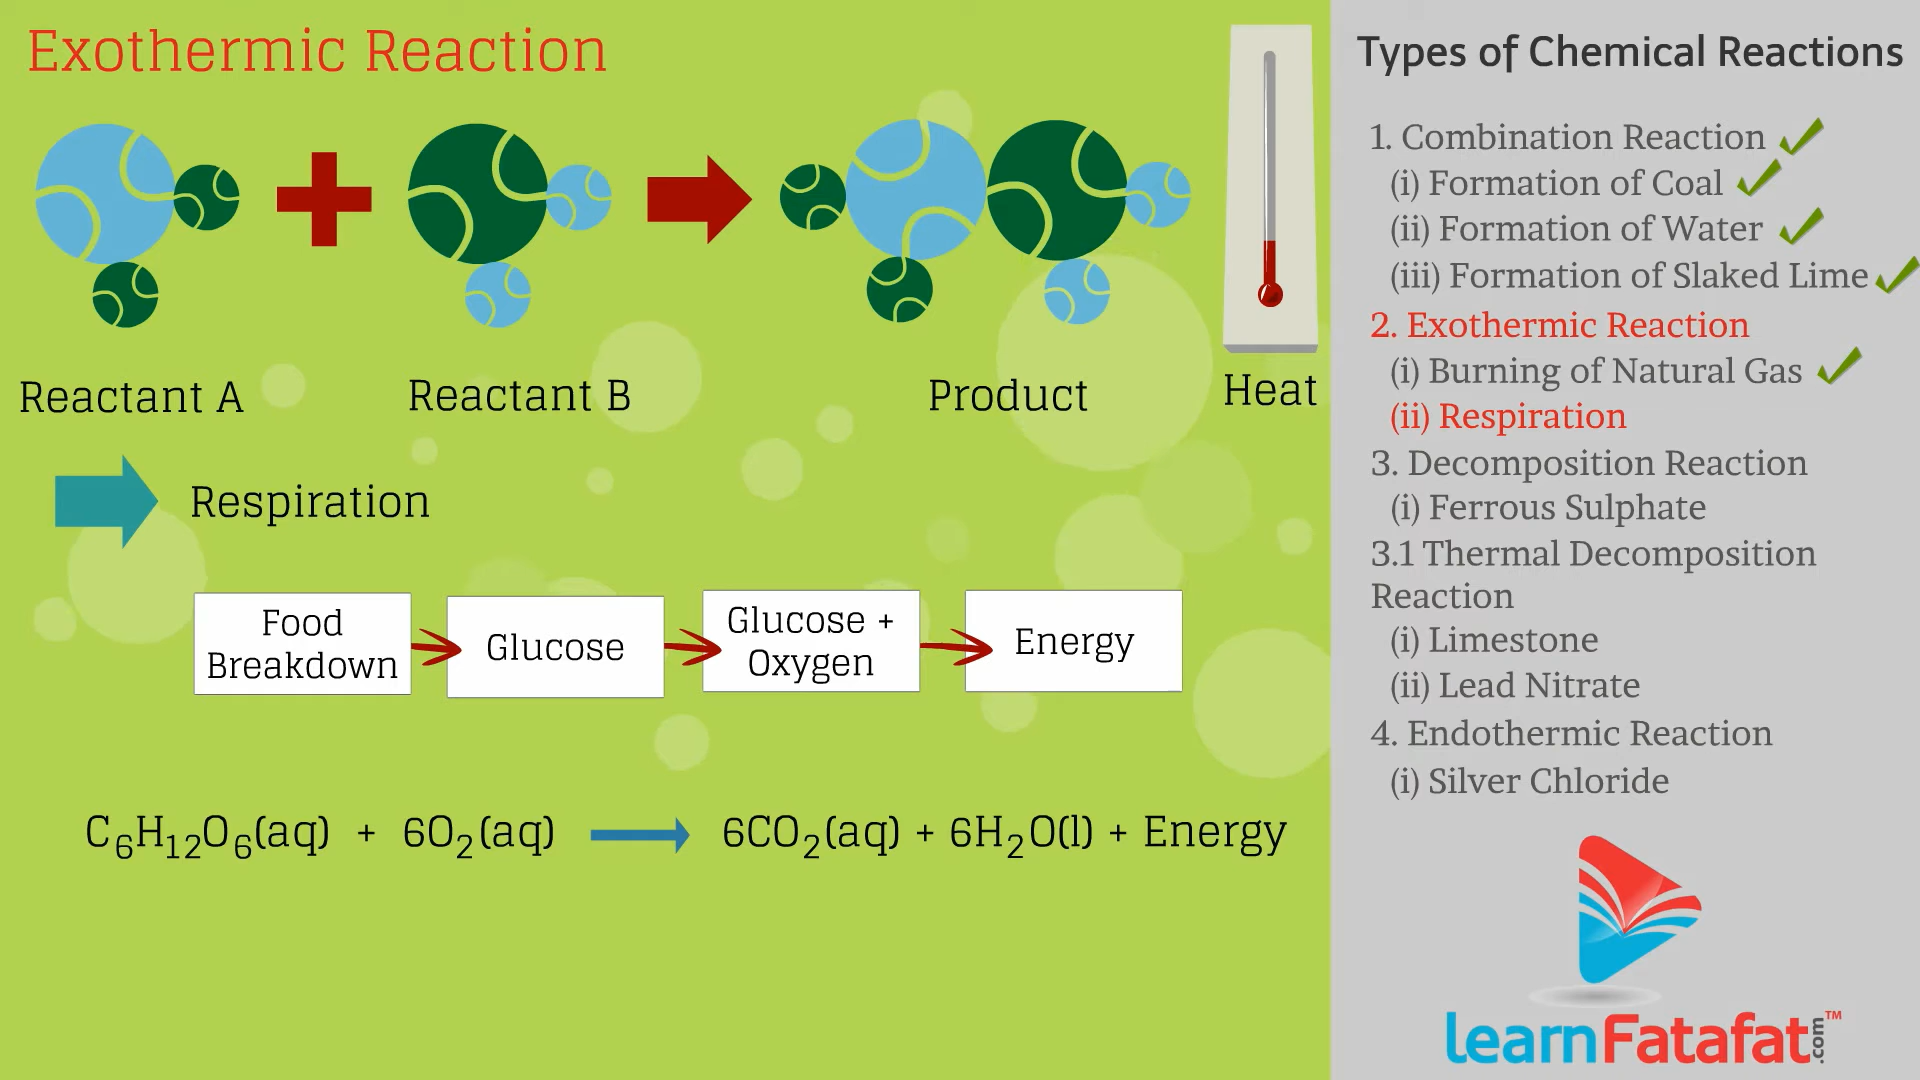 Exothermic Reaction
Reactant A
Reactant B
Product
Heat
Respiration
Food
Breakdown
Glucose
Glucose +
Oxygen
Energy
C₆H₁₂O₆(aq) + 6O₂(aq) → 6CO₂(aq) + 6H₂O(l) + Energy
Types of Chemical Reactions
1. Combination Reaction ✓
(i) Formation of Coal ✓
(ii) Formation of Water ✓
(iii) Formation of Slaked Lime ✓
2. Exothermic Reaction
(i) Burning of Natural Gas ✓
(ii) Respiration
3. Decomposition Reaction
(i) Ferrous Sulphate
3.1 Thermal Decomposition
Reaction
(i) Limestone
(ii) Lead Nitrate
4. Endothermic Reaction
(i) Silver Chloride
learnFatafat.com™